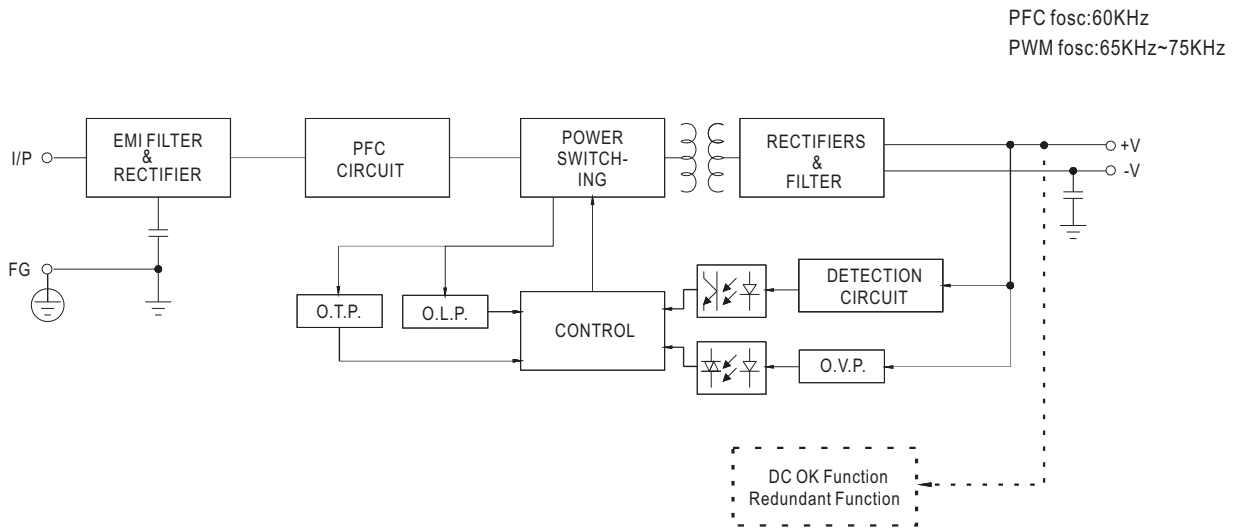 PFC fosc:60KHz
PWM fosc:65KHz~75KHz
I/P
EMI FILTER
&
RECTIFIER
PFC
CIRCUIT
POWER
SWITCH-
ING
RECTIFIERS
&
FILTER
+V
-V
FG
O.T.P.
O.L.P.
CONTROL
DETECTION
CIRCUIT
O.V.P.
DC OK Function
Redundant Function